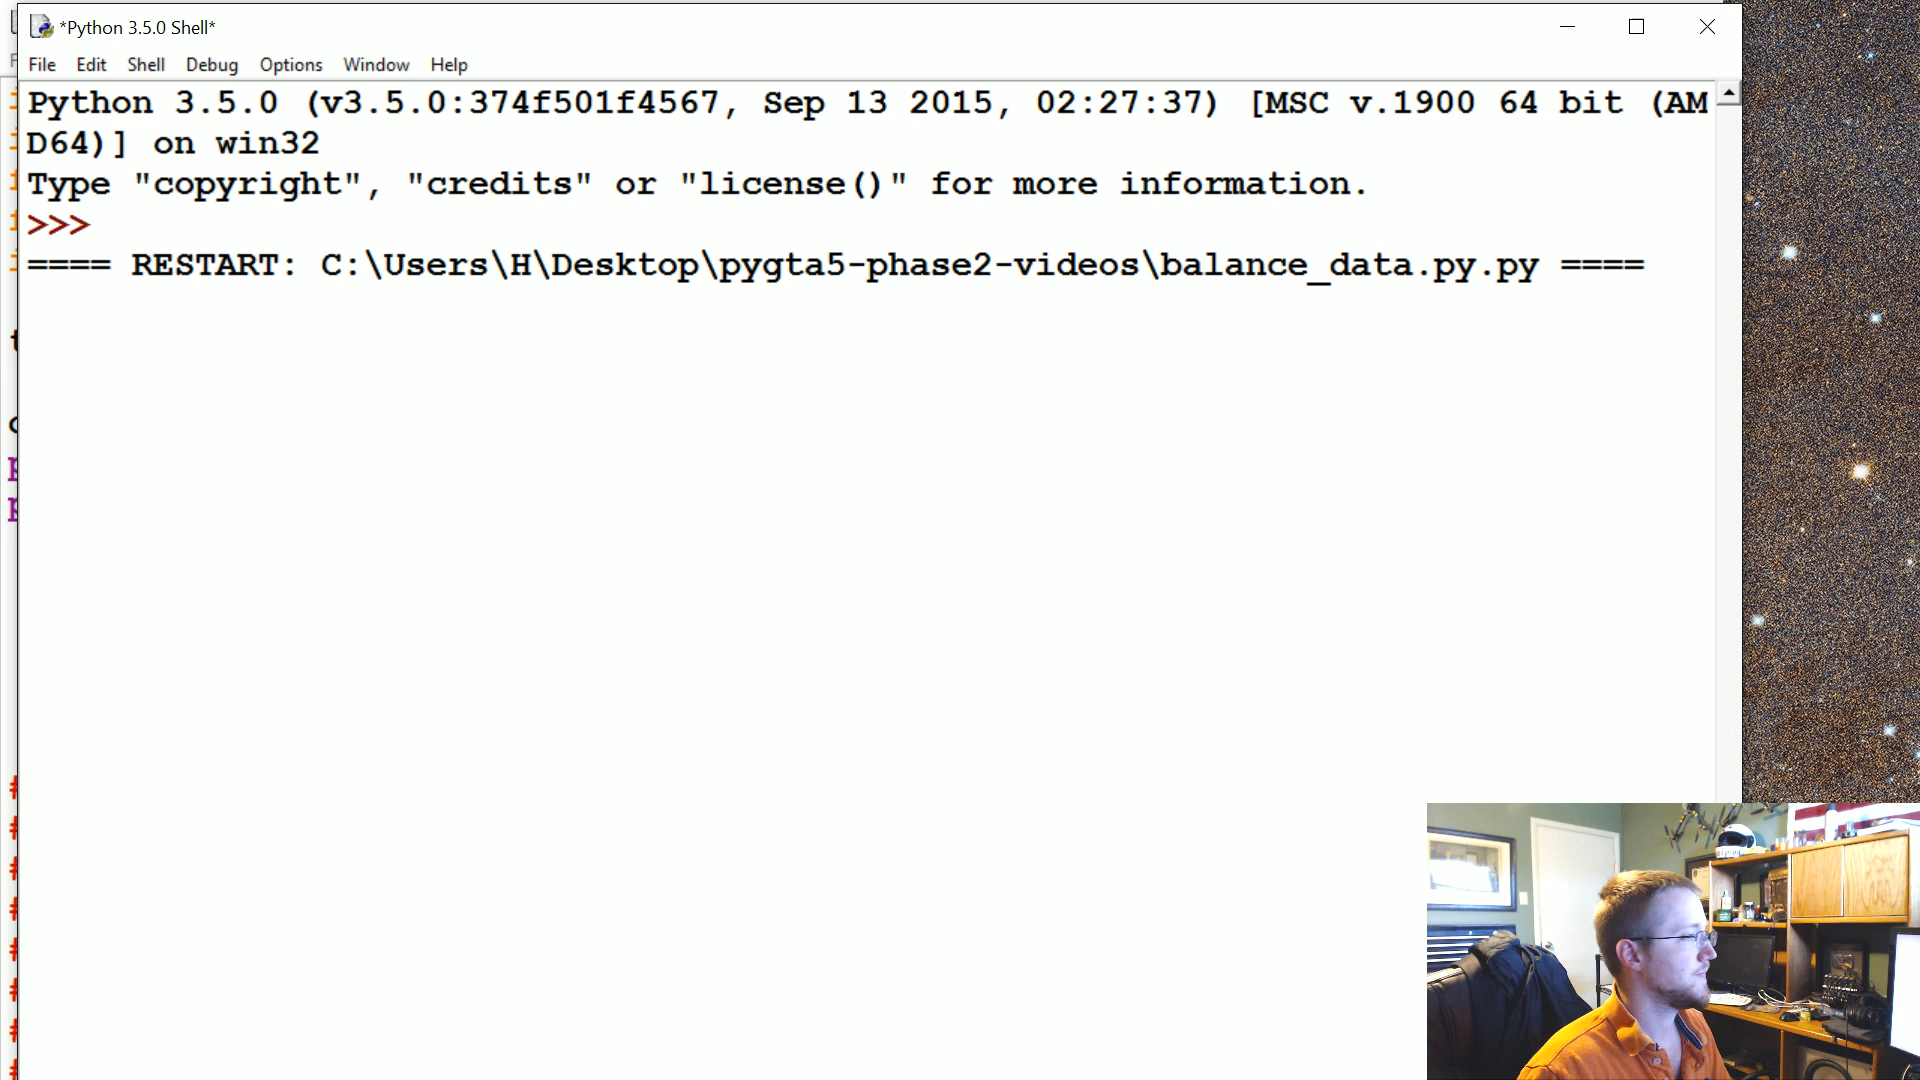 *Python 3.5.0 Shell*
File Edit Shell Debug Options Window Help
Python 3.5.0 (v3.5.0:374f501f4567, Sep 13 2015, 02:27:37) [MSC v.1900 64 bit (AM
D64)] on win32
Type "copyright", "credits" or "license()" for more information.
>>>
==== RESTART: C:\Users\H\Desktop\pygta5-phase2-videos\balance_data.py.py ====